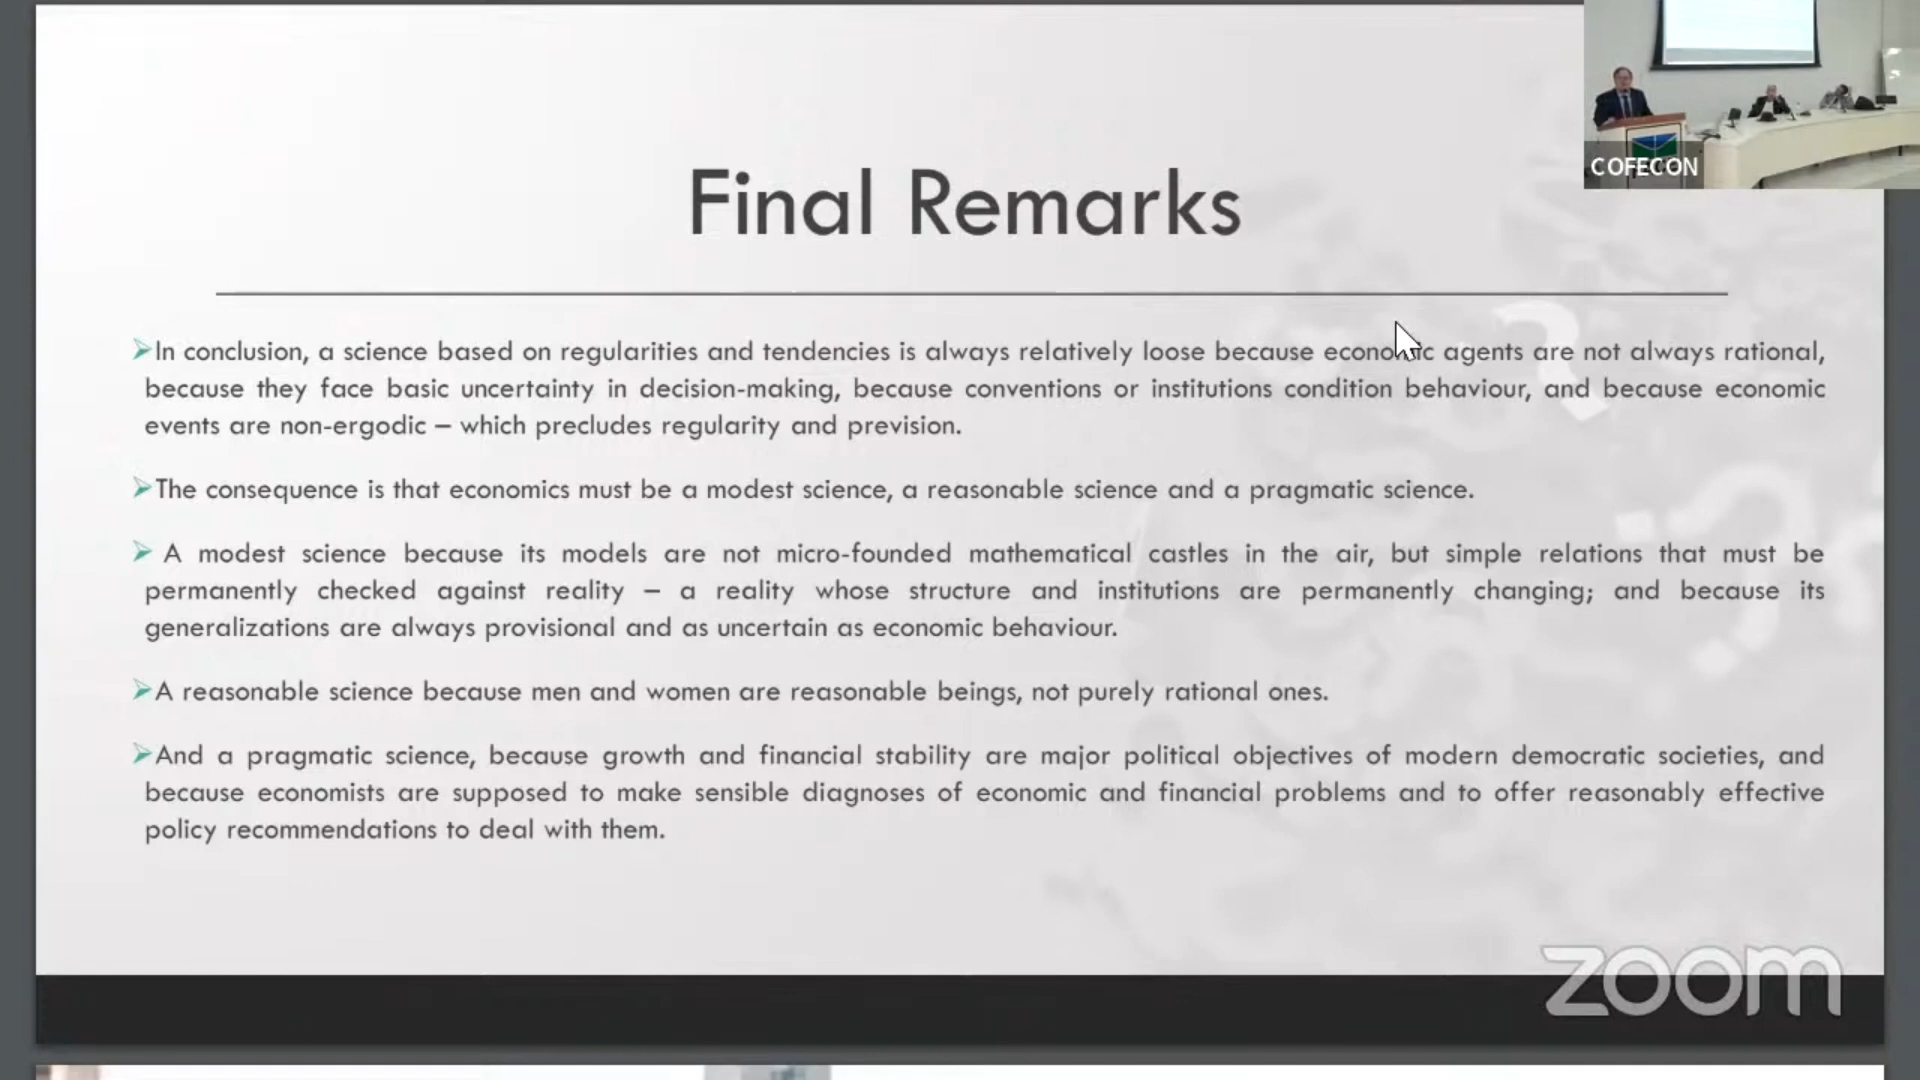 COFECON
Final Remarks
➢In conclusion, a science based on regularities and tendencies is always relatively loose because economic agents are not always rational,
because they face basic uncertainty in decision-making, because conventions or institutions condition behaviour, and because economic
events are non-ergodic – which precludes regularity and prevision.
➢The consequence is that economics must be a modest science, a reasonable science and a pragmatic science.
➢ A modest science because its models are not micro-founded mathematical castles in the air, but simple relations that must be
permanently checked against reality – a reality whose structure and institutions are permanently changing; and because its
generalizations are always provisional and as uncertain as economic behaviour.
➢A reasonable science because men and women are reasonable beings, not purely rational ones.
➢And a pragmatic science, because growth and financial stability are major political objectives of modern democratic societies, and
because economists are supposed to make sensible diagnoses of economic and financial problems and to offer reasonably effective
policy recommendations to deal with them.
zoom